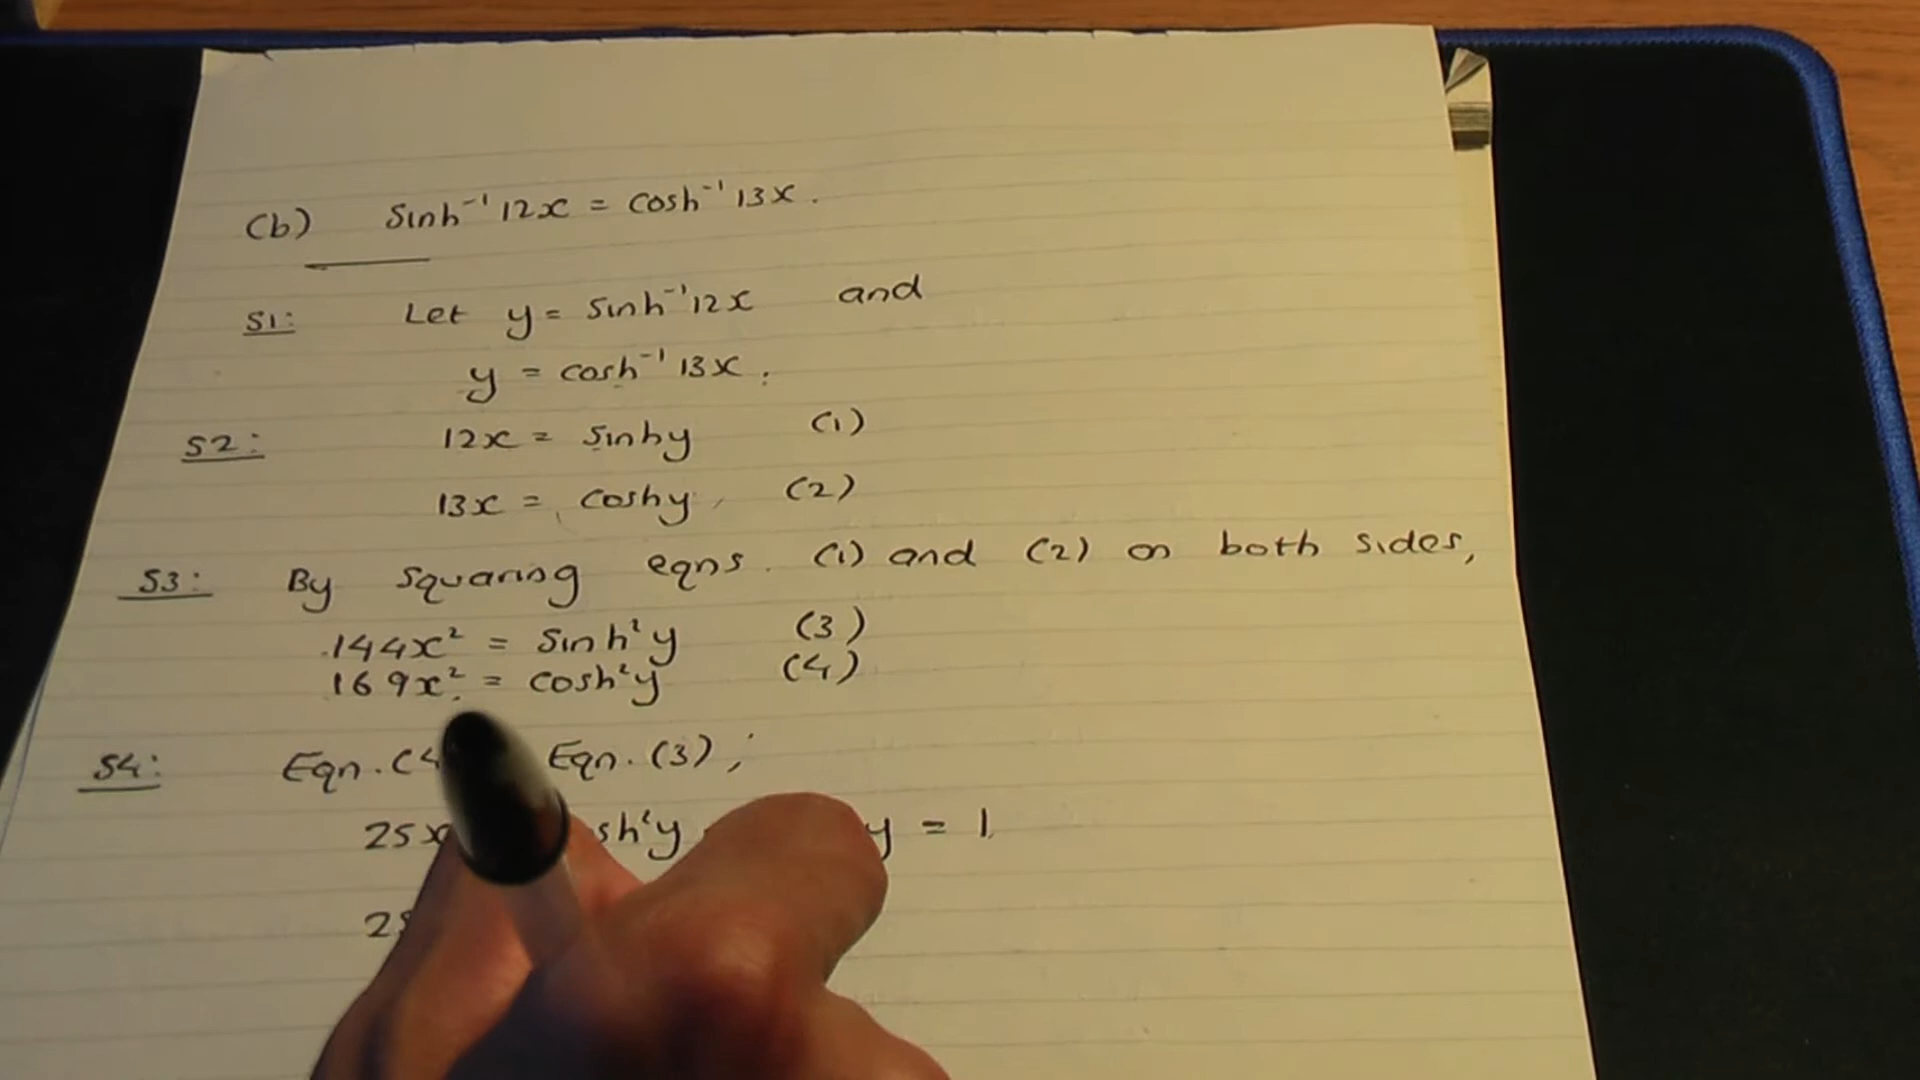 (b) Sinh⁻¹ 12x = cosh⁻¹ 13x.
S1: Let y = sinh⁻¹ 12x and
y = cosh⁻¹ 13x.
S2: 12x = sinhy (1)
13x = coshy (2)
S3: By squaring eqns. (1) and (2) on both sides,
144x² = sinh²y (3)
169x² = cosh²y (4)
S4: Eqn. (4 Eqn. (3),
25x sh²y y = 1
25